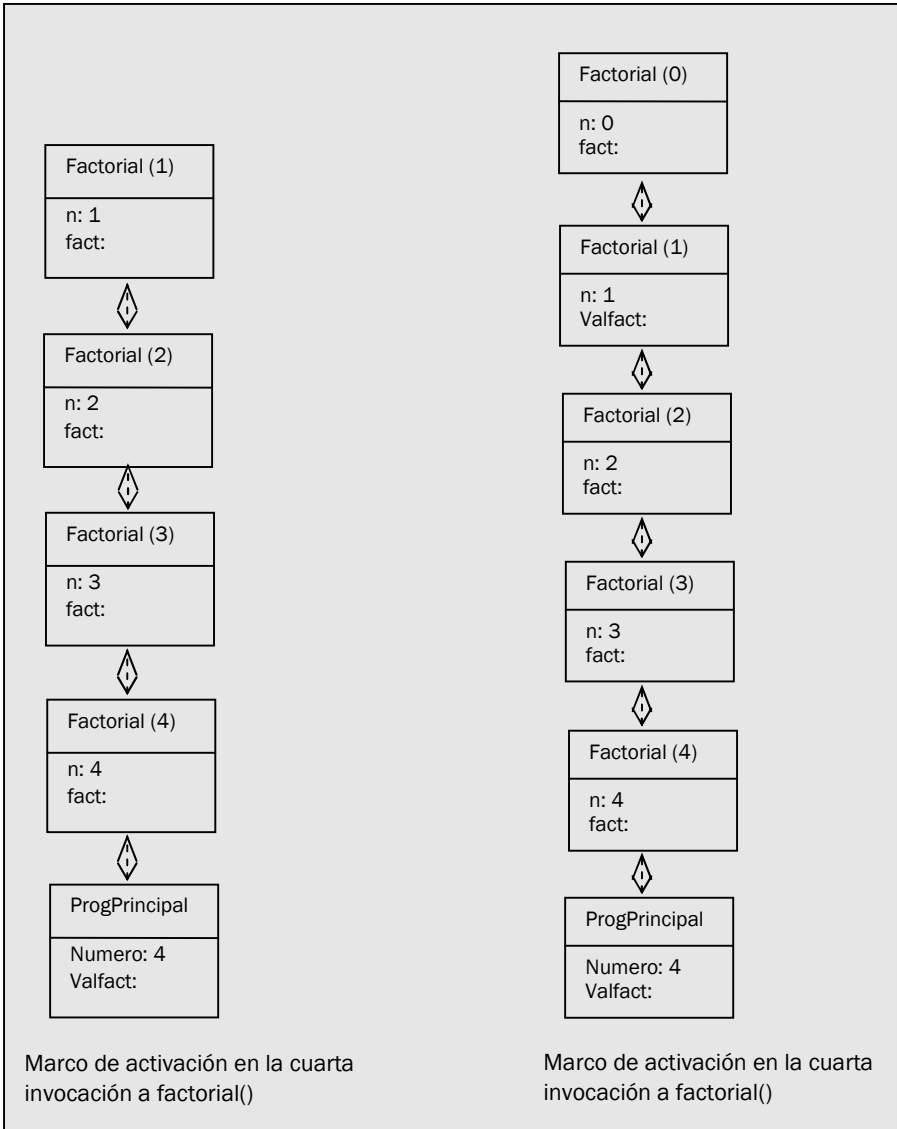 Factorial (1)
n: 1
fact:
Factorial (2)
n: 2
fact:
Factorial (3)
n: 3
fact:
Factorial (4)
n: 4
fact:
ProgPrincipal
Numero: 4
Valfact:
Marco de activación en la cuarta
invocación a factorial()
Factorial (0)
n: 0
fact:
Factorial (1)
n: 1
Valfact:
Factorial (2)
n: 2
fact:
Factorial (3)
n: 3
fact:
Factorial (4)
n: 4
fact:
ProgPrincipal
Numero: 4
Valfact:
Marco de activación en la cuarta
invocación a factorial()